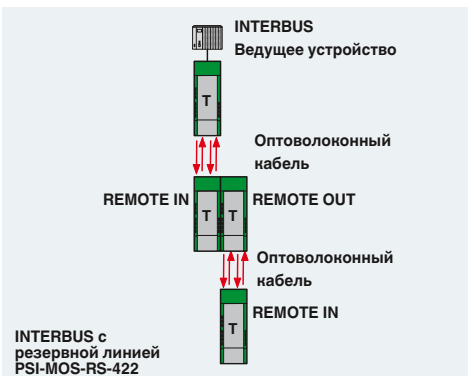 INTERBUS
Ведущее устройство
T
Оптоволоконный
кабель
REMOTE IN
T
T
REMOTE OUT
Оптоволоконный
кабель
REMOTE IN
T
INTERBUS с
резервной линией
PSI-MOS-RS-422